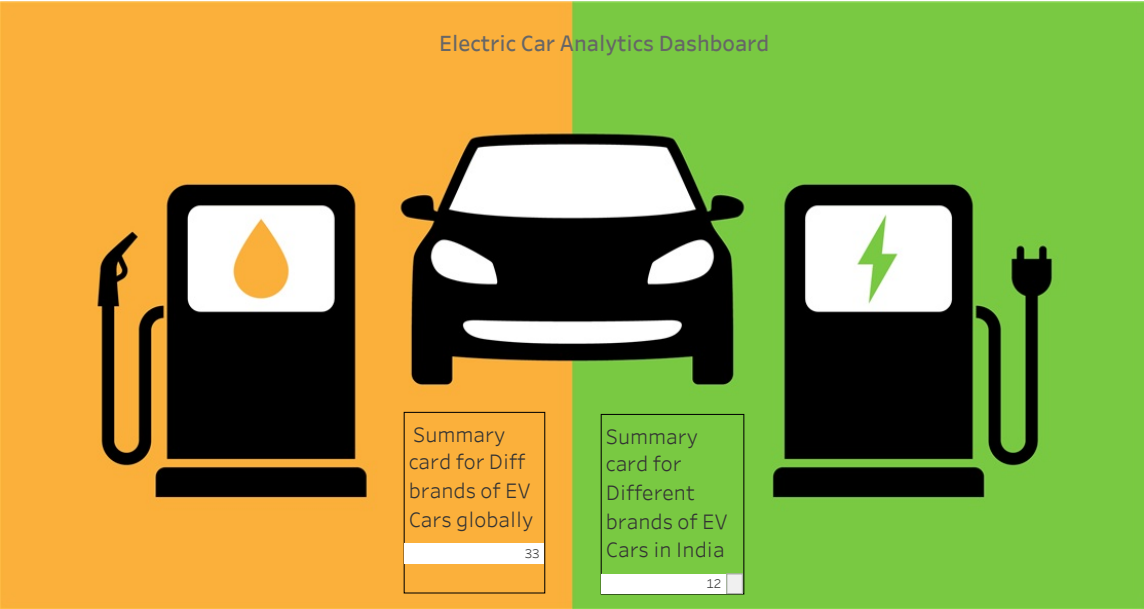 Electric Car Analytics Dashboard
Summary
card for Diff
brands of EV
Cars globally
33
Summary
card for
Different
brands of EV
Cars in India
12